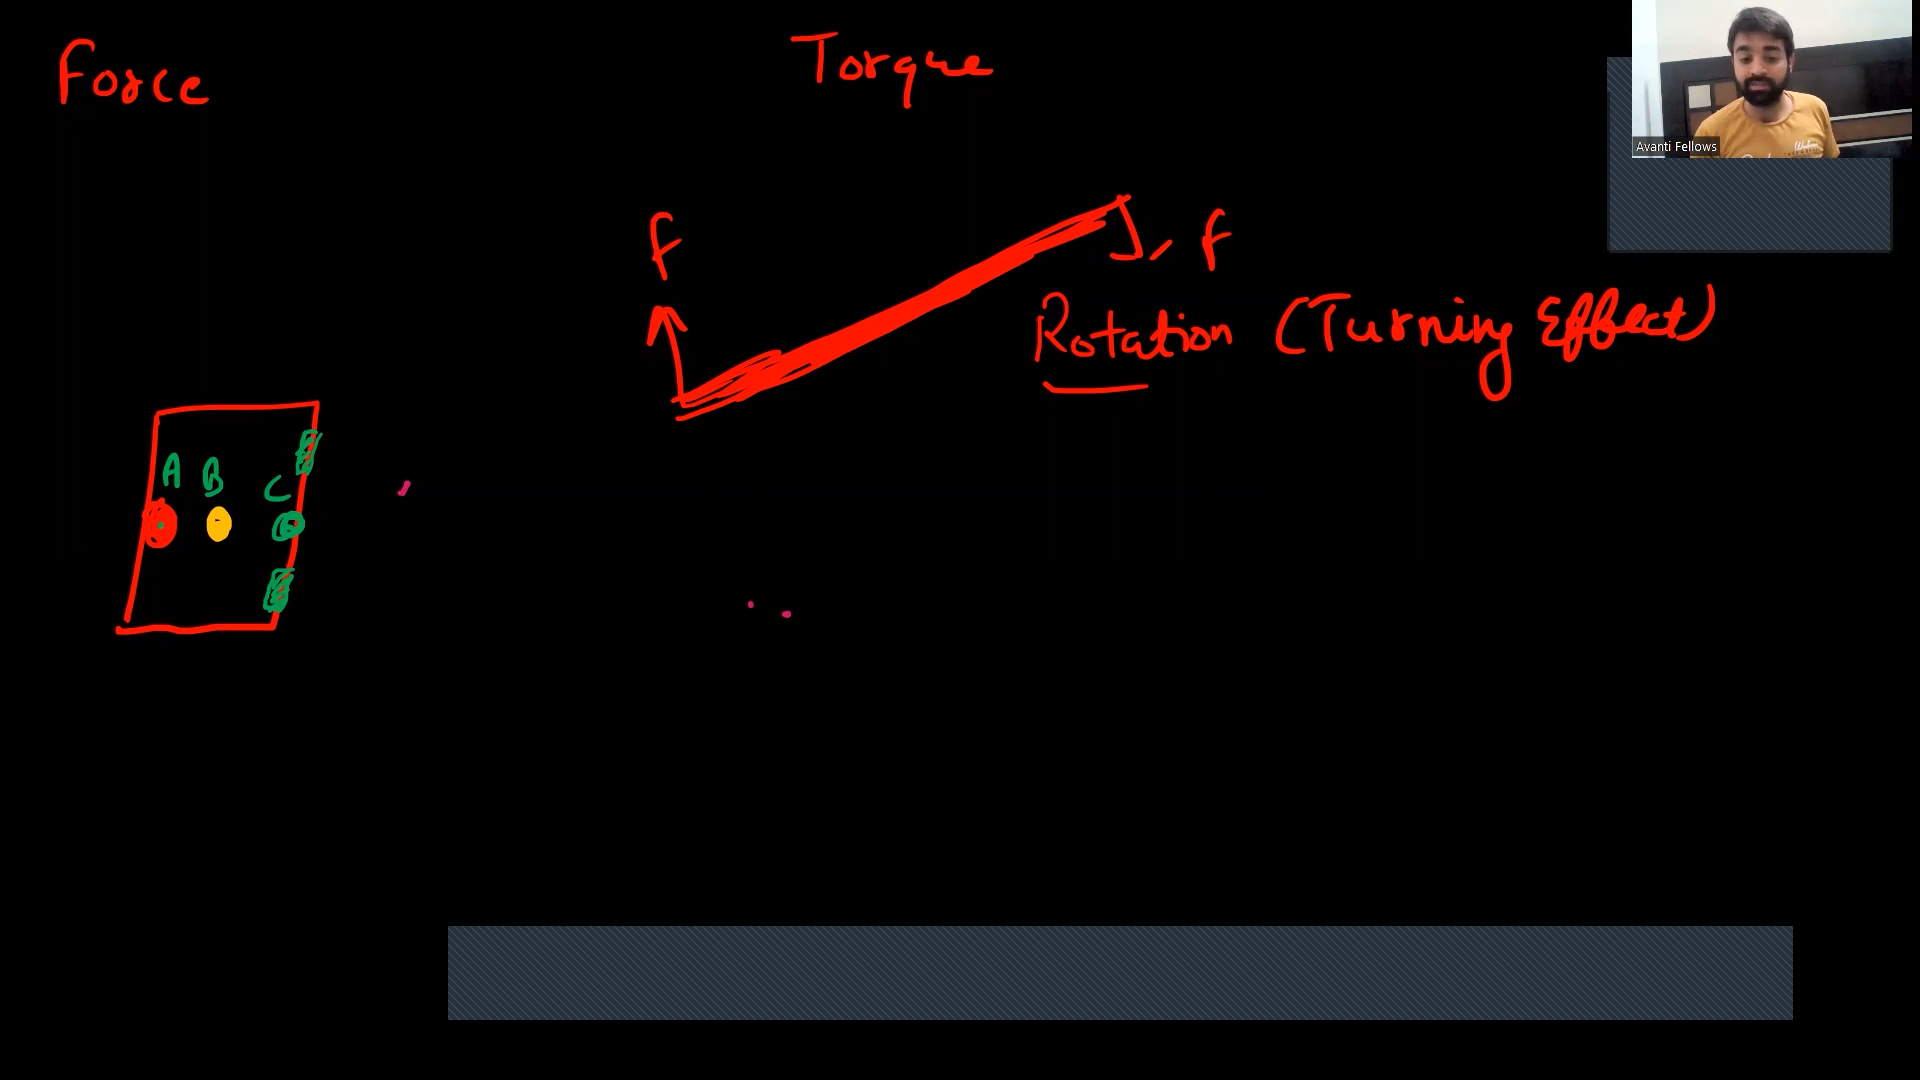 Force
Torque
Avanti Fellows
f
f
Rotation (Turning Effect)
A B C